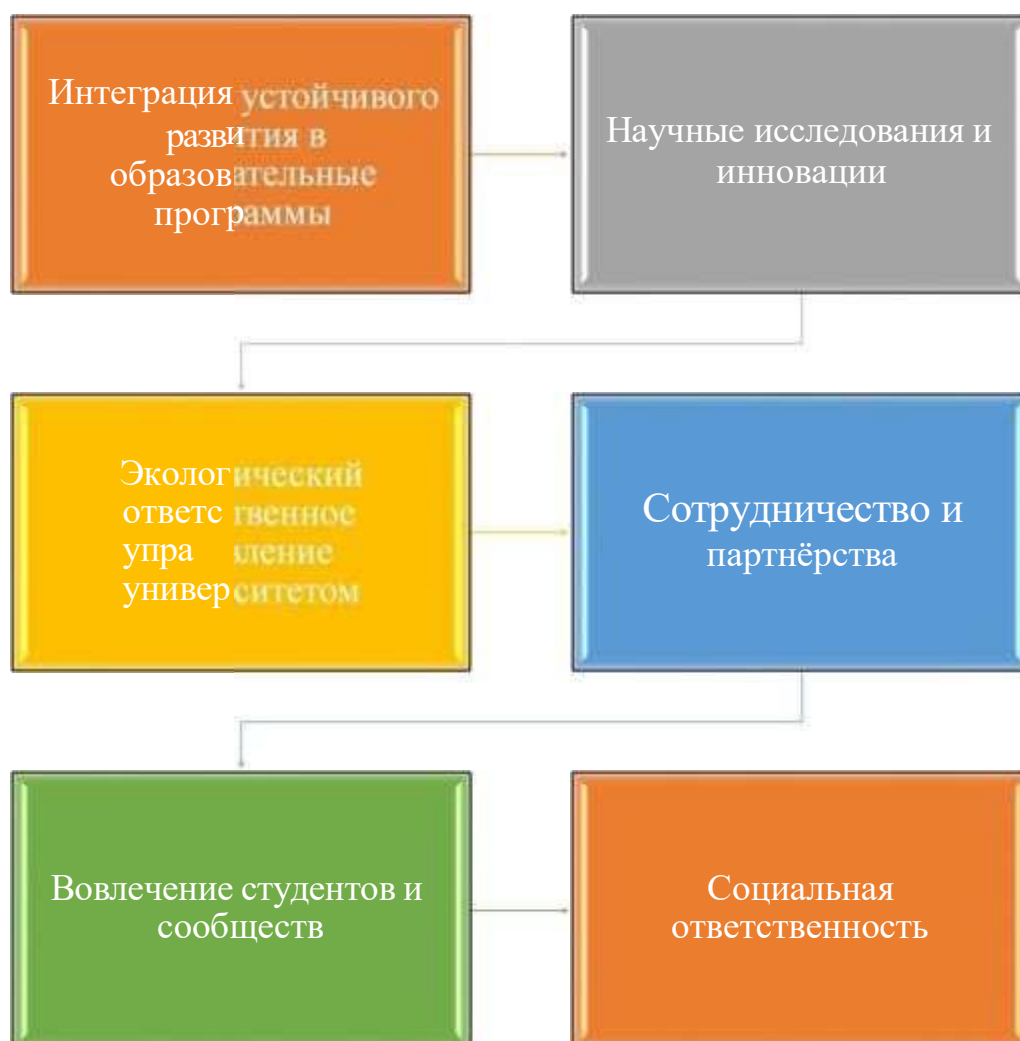 Интеграция устойчивого
развития в
образовательные
программы
Научные исследования и
инновации
Экологический
ответственное
управление
университетом
Сотрудничество и
партнёрства
Вовлечение студентов и
сообществ
Социальная
ответственность